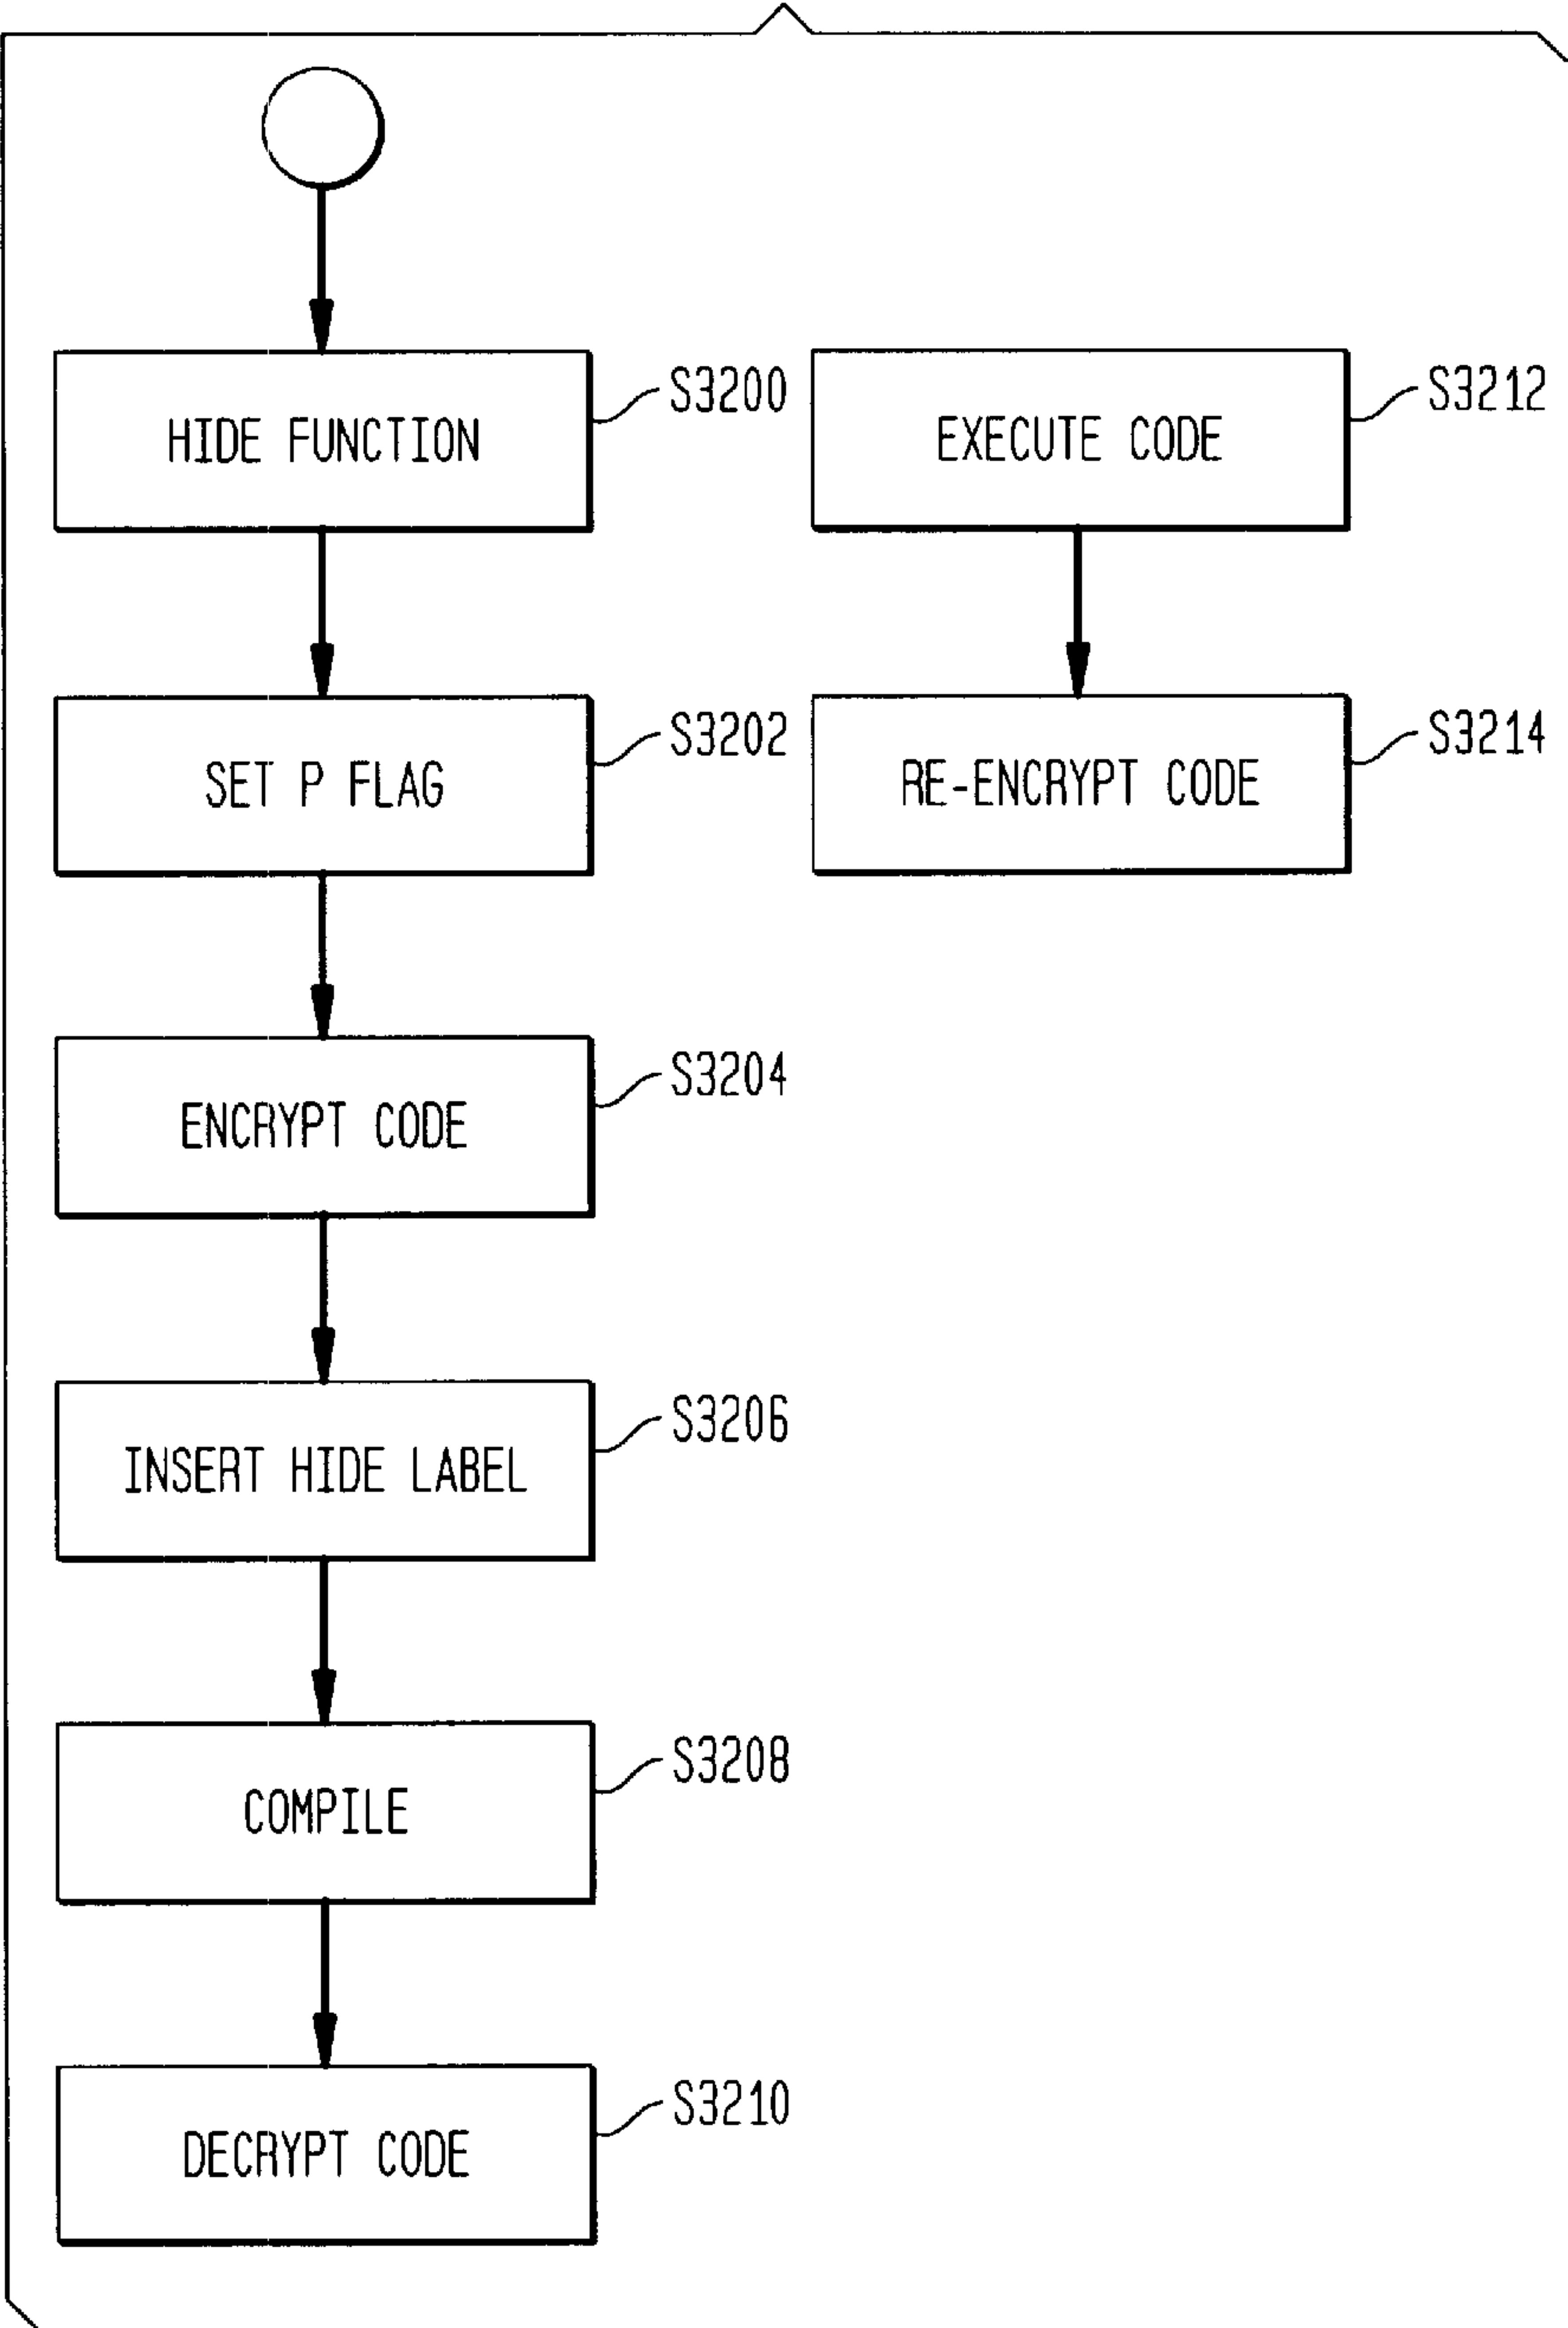 HIDE FUNCTION
S3200
SET P FLAG
S3202
ENCRYPT CODE
S3204
INSERT HIDE LABEL
S3206
COMPILE
S3208
DECRYPT CODE
S3210
EXECUTE CODE
S3212
RE-ENCRYPT CODE
S3214